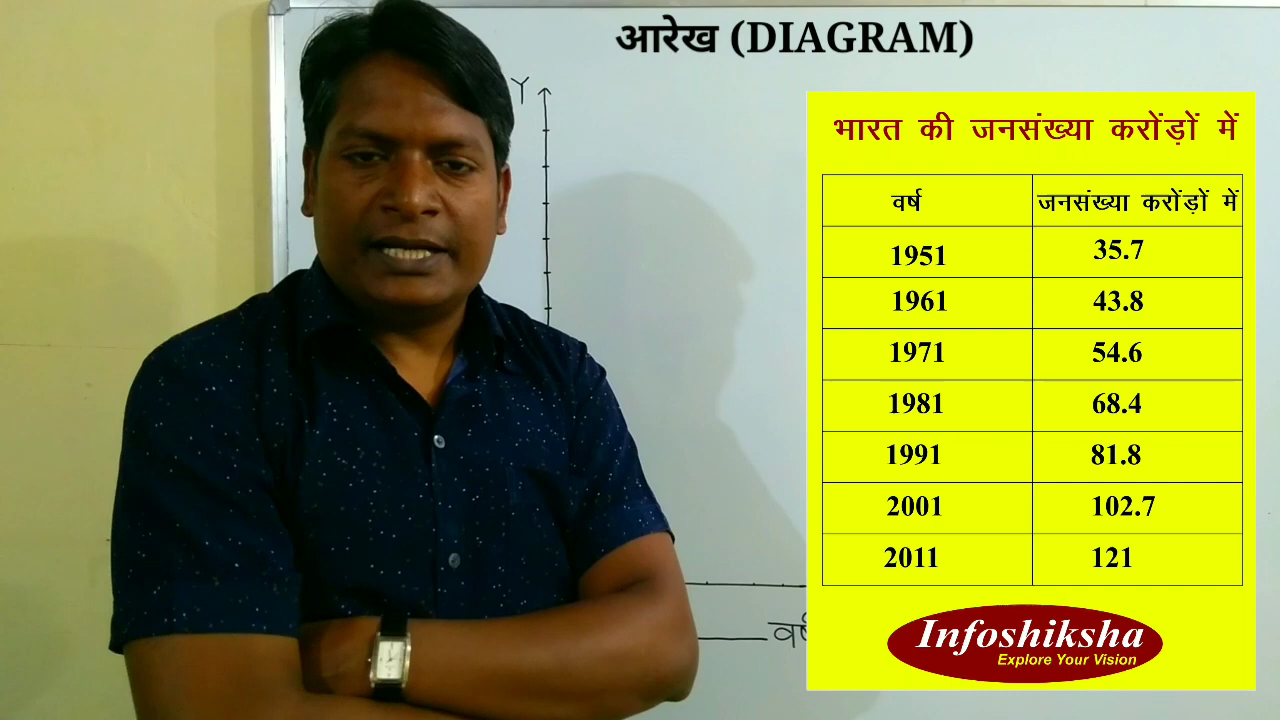 आरेख (DIAGRAM)
Y
भारत की जनसंख्या करोंड़ों में
वर्ष जनसंख्या करोंड़ों में
1951 35.7
1961 43.8
1971 54.6
1981 68.4
1991 81.8
2001 102.7
2011 121
वर्ष
Infoshiksha
Explore Your Vision